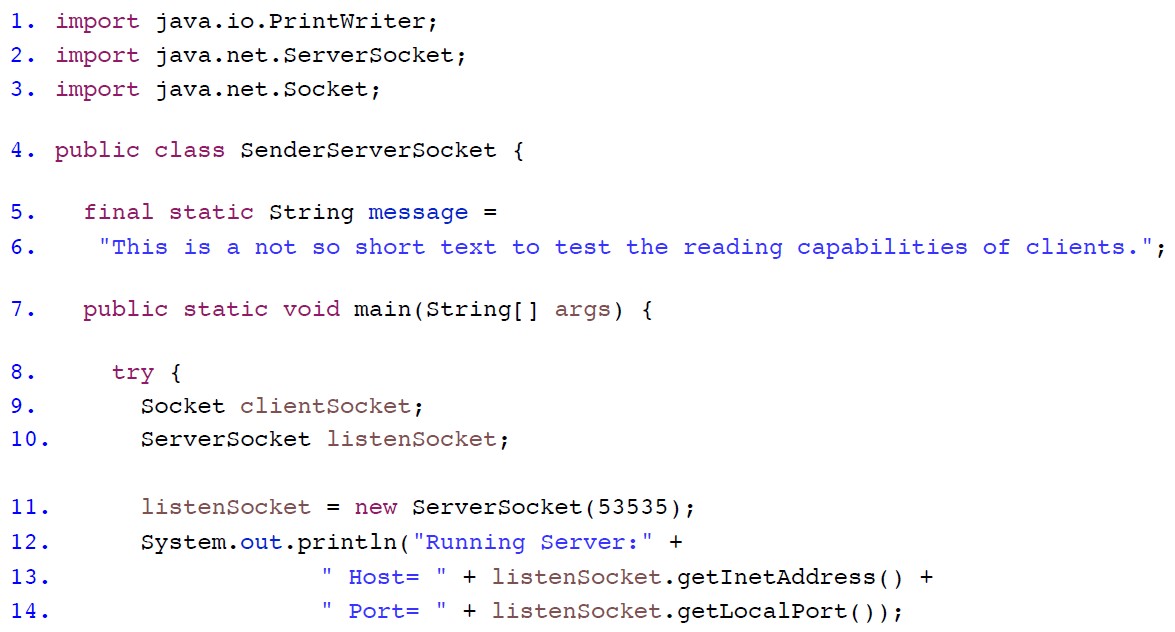 1. import java.io.PrintWriter;
2. import java.net.ServerSocket;
3. import java.net.Socket;
4. public class SenderServerSocket {
5. final static String message =
6. "This is a not so short text to test the reading capabilities of clients.";
7. public static void main(String[] args) {
8. try {
9. Socket clientSocket;
10. ServerSocket listenSocket;
11. listenSocket = new ServerSocket(53535);
12. System.out.println("Running Server:" +
13. " Host= " + listenSocket.getInetAddress() +
14. " Port= " + listenSocket.getLocalPort());